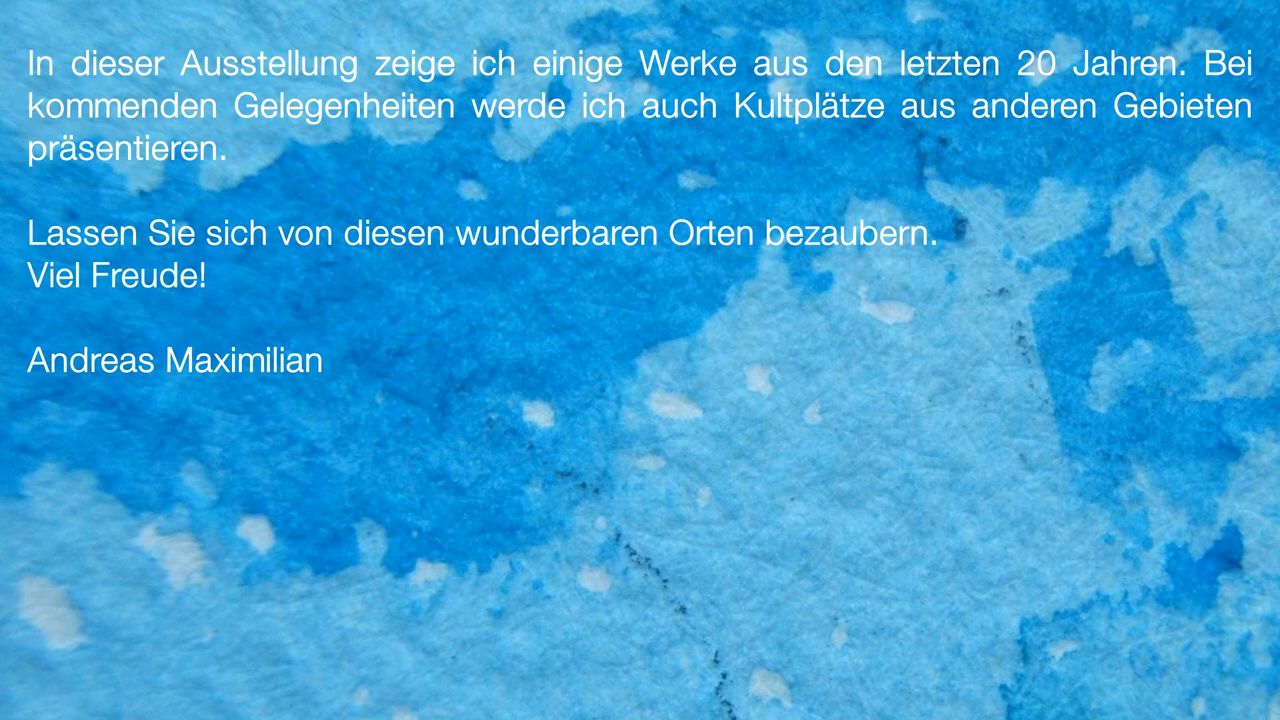 In dieser Ausstellung zeige ich einige Werke aus den letzten 20 Jahren. Bei
kommenden Gelegenheiten werde ich auch Kultplätze aus anderen Gebieten
präsentieren.
Lassen Sie sich von diesen wunderbaren Orten bezaubern.
Viel Freude!
Andreas Maximilian